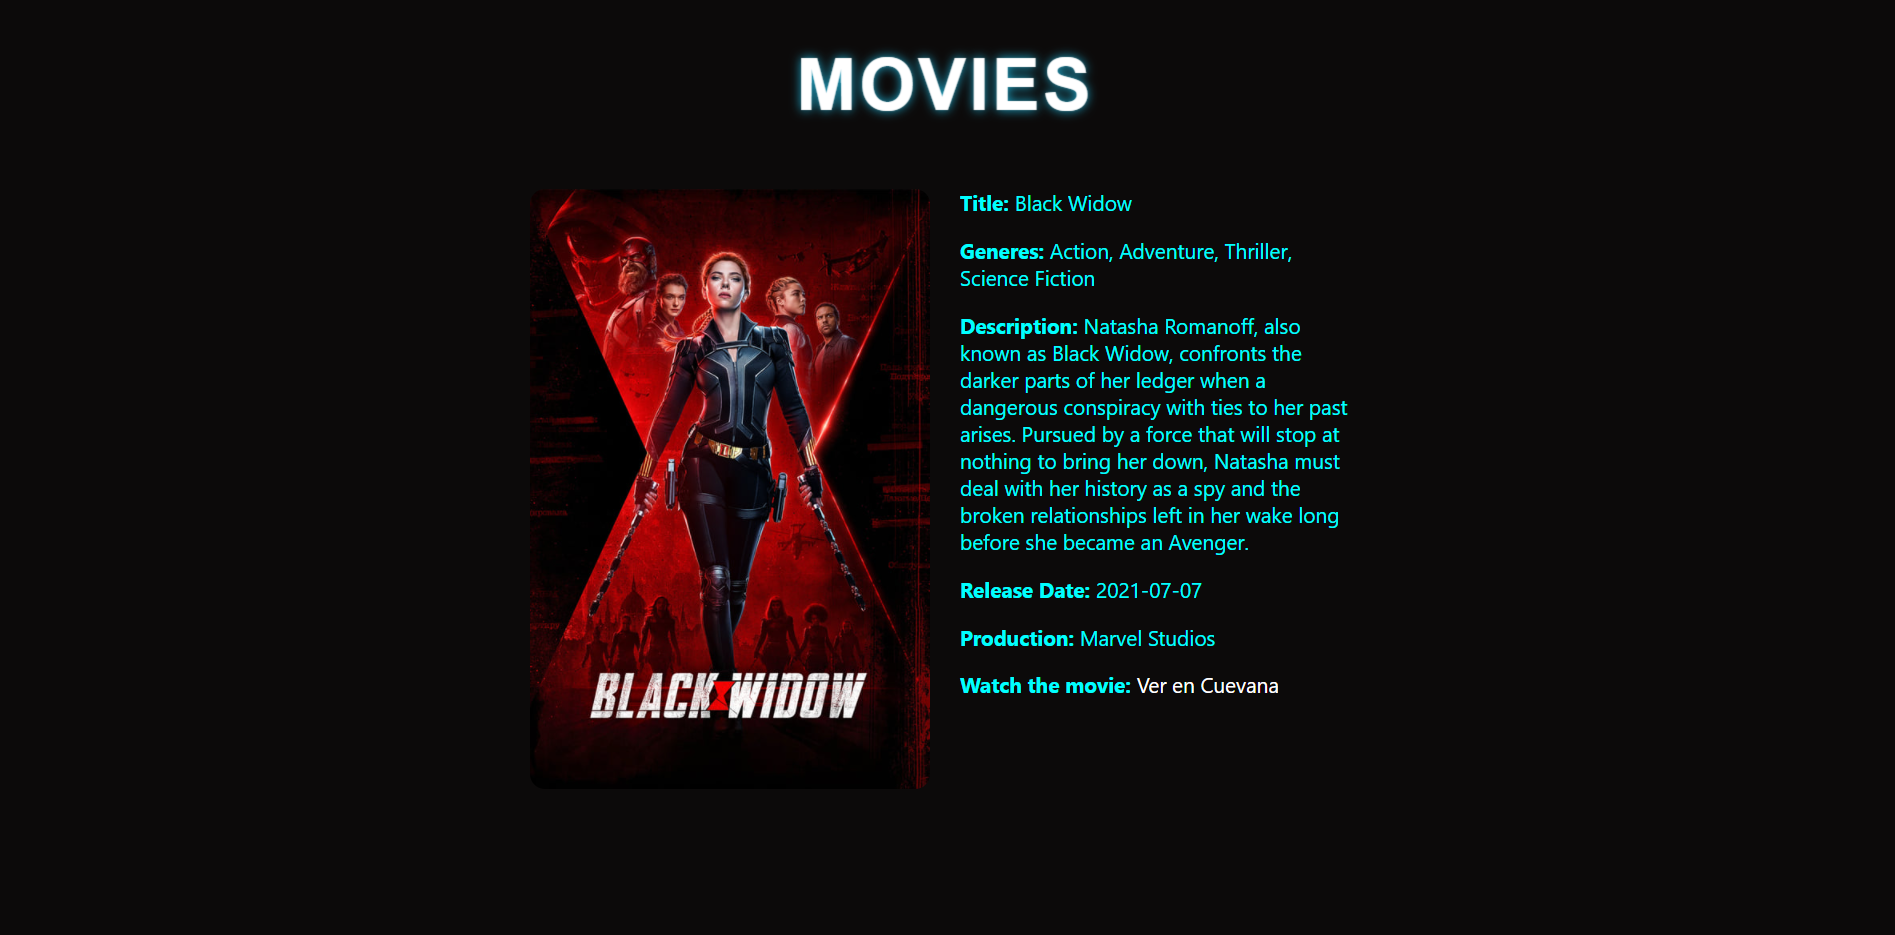 MOVIES
Title: Black Widow
Generes: Action, Adventure, Thriller,
Science Fiction
Description: Natasha Romanoff, also
known as Black Widow, confronts the
darker parts of her ledger when a
dangerous conspiracy with ties to her past
arises. Pursued by a force that will stop at
nothing to bring her down, Natasha must
deal with her history as a spy and the
broken relationships left in her wake long
before she became an Avenger.
Release Date: 2021-07-07
Production: Marvel Studios
Watch the movie: Ver en Cuevana
BLACK WIDOW